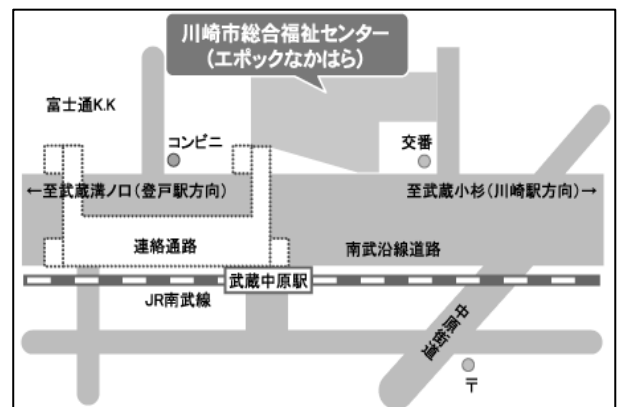 川崎市総合福祉センター
（エポックなかはら）
富士通K.K
コンビニ
交番
←至武蔵溝ノ口（登戸駅方向）
至武蔵小杉（川崎駅方向）→
連絡通路
南武沿線道路
武蔵中原駅
JR南武線
中原街道
〒